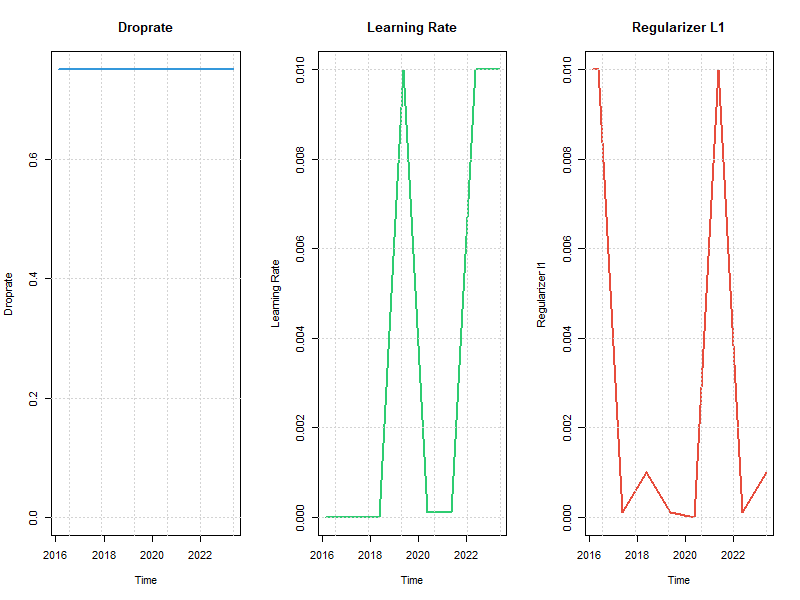 Droprate
Droprate
0.0
0.2
0.4
0.6
2016 2018 2020 2022
Time
Learning Rate
Learning Rate
0.000
0.002
0.004
0.006
0.008
0.010
2016 2018 2020 2022
Time
Regularizer L1
Regularizer l1
0.000
0.002
0.004
0.006
0.008
0.010
2016 2018 2020 2022
Time